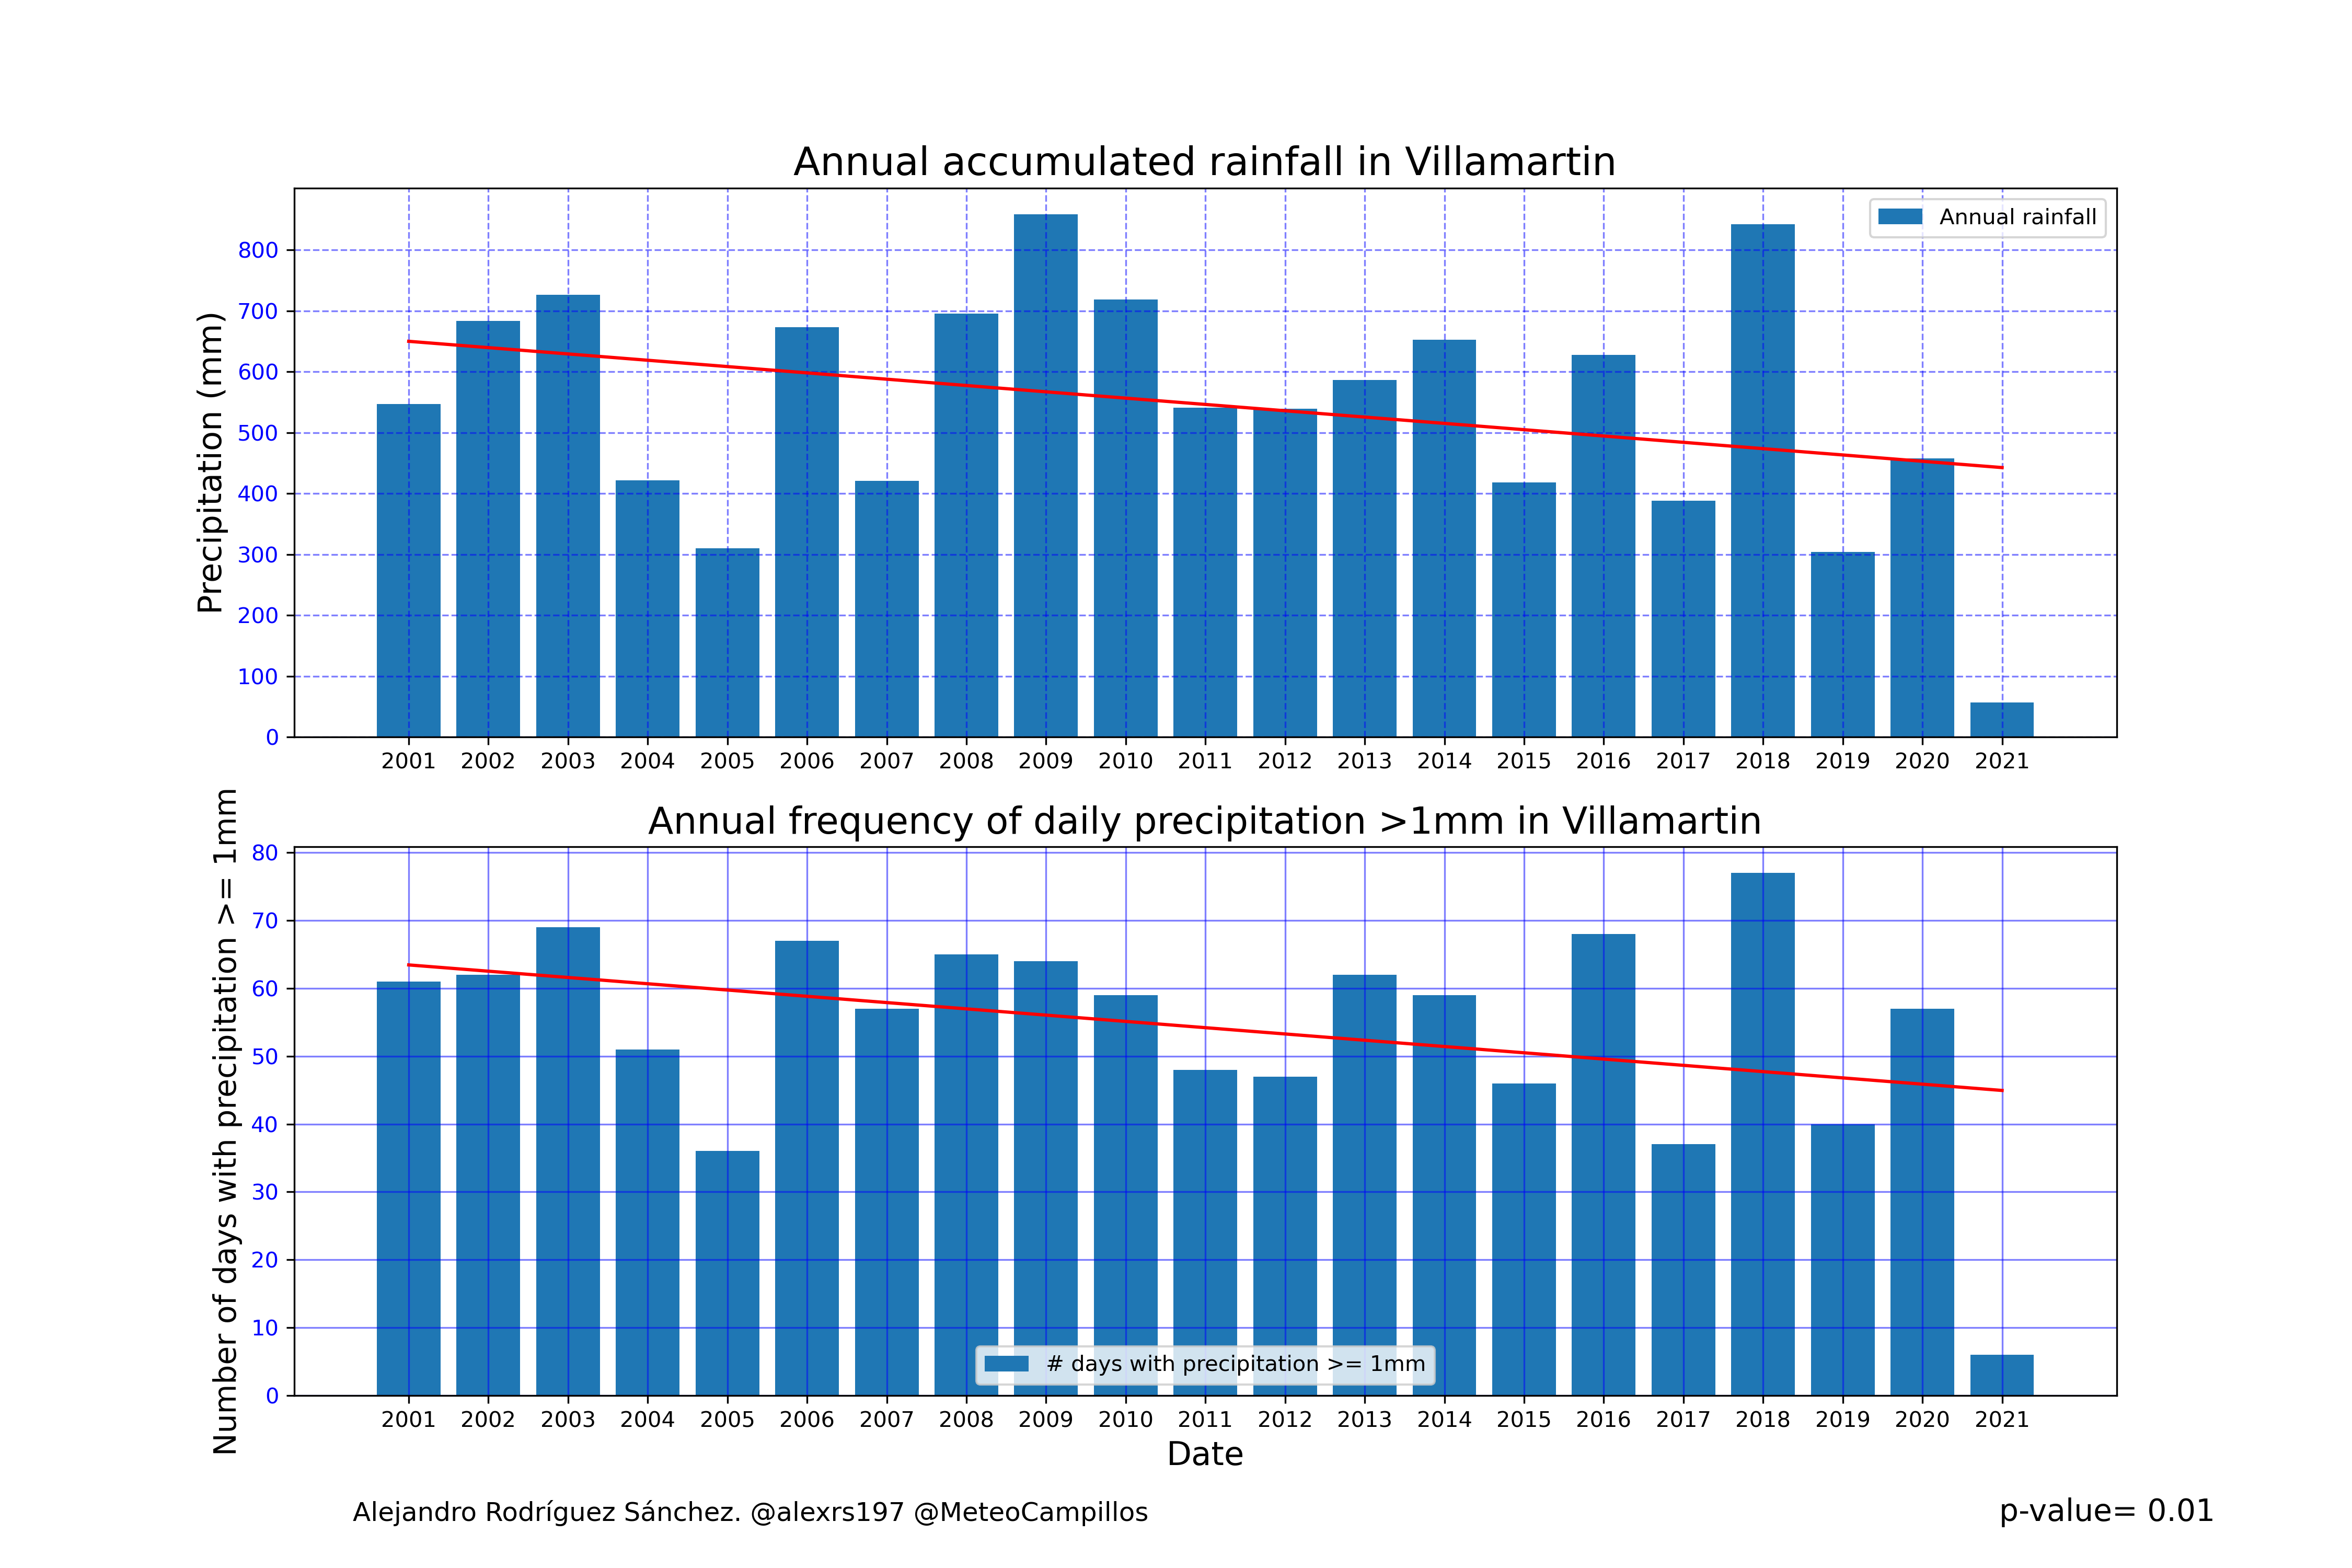 Annual accumulated rainfall in Villamartin
Precipitation (mm)
800
700
600
500
400
300
200
100
0
Annual rainfall
2001 2002 2003 2004 2005 2006 2007 2008 2009 2010 2011 2012 2013 2014 2015 2016 2017 2018 2019 2020 2021
Annual frequency of daily precipitation >1mm in Villamartin
Number of days with precipitation >= 1mm
80
70
60
50
40
30
20
10
0
# days with precipitation >= 1mm
2001 2002 2003 2004 2005 2006 2007 2008 2009 2010 2011 2012 2013 2014 2015 2016 2017 2018 2019 2020 2021
Date
Alejandro Rodríguez Sánchez. @alexrs197 @MeteoCampillos
p-value= 0.01